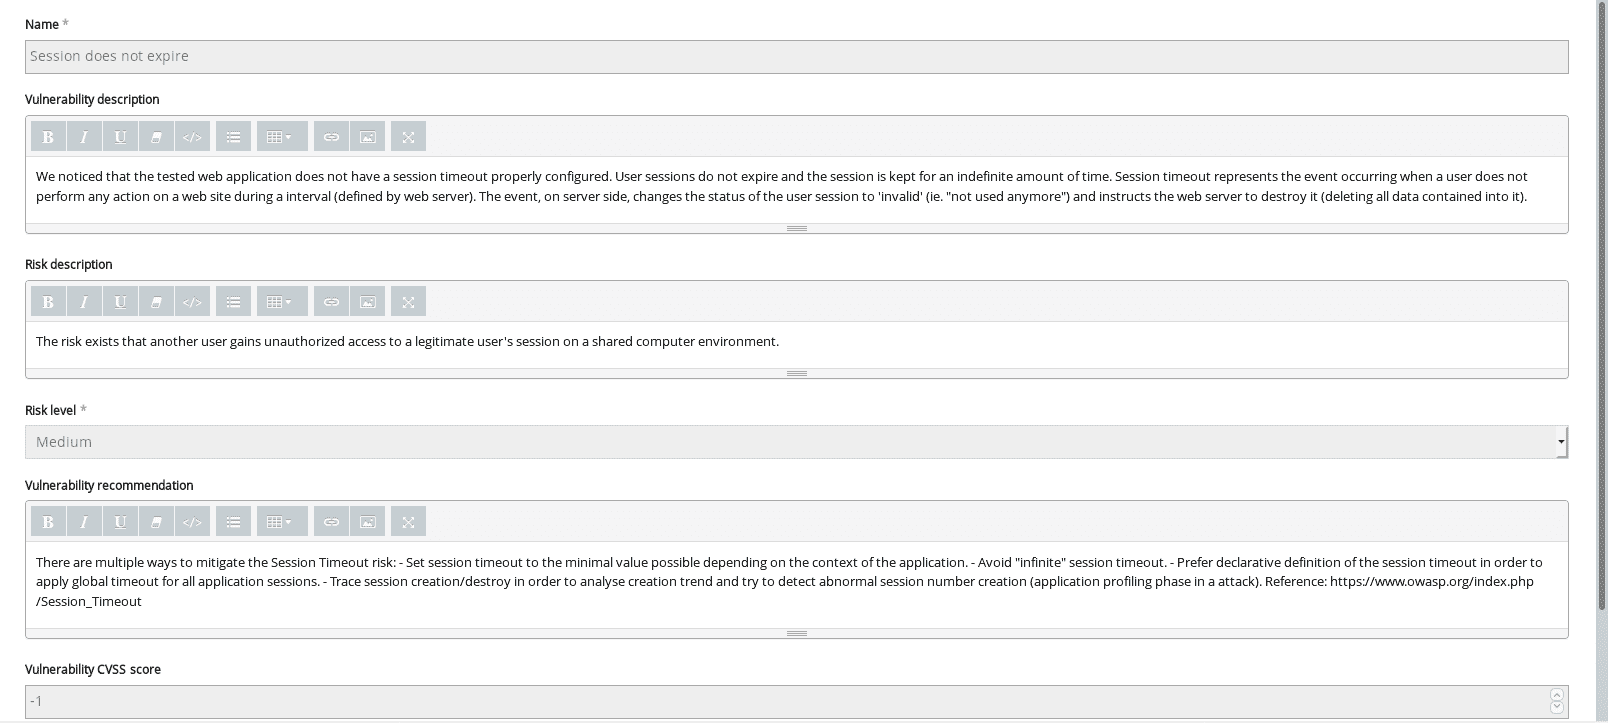 Name *
Session does not expire
Vulnerability description
B I U </>
We noticed that the tested web application does not have a session timeout properly configured. User sessions do not expire and the session is kept for an indefinite amount of time. Session timeout represents the event occurring when a user does not
perform any action on a web site during a interval (defined by web server). The event, on server side, changes the status of the user session to 'invalid' (ie. "not used anymore") and instructs the web server to destroy it (deleting all data contained into it).
Risk description
B I U </>
The risk exists that another user gains unauthorized access to a legitimate user's session on a shared computer environment.
Risk level *
Medium
Vulnerability recommendation
B I U </>
There are multiple ways to mitigate the Session Timeout risk: - Set session timeout to the minimal value possible depending on the context of the application. - Avoid "infinite" session timeout. - Prefer declarative definition of the session timeout in order to
apply global timeout for all application sessions. - Trace session creation/destroy in order to analyse creation trend and try to detect abnormal session number creation (application profiling phase in a attack). Reference: https://www.owasp.org/index.php
/Session_Timeout
Vulnerability CVSS score
-1